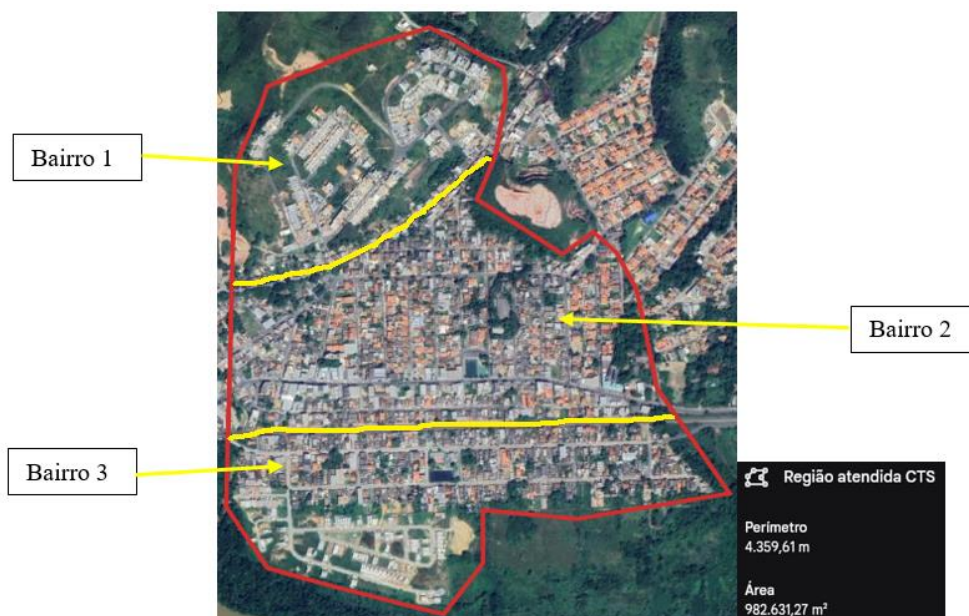 Bairro 1
Bairro 2
Bairro 3
Região atendida CTS
Perímetro
4.359,61 m
Área
982.631,27 m²